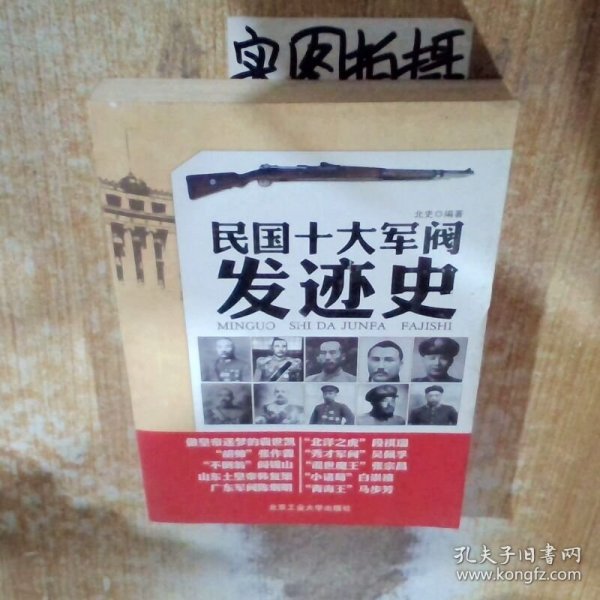 实图拍摄
北史◎编著
民国十大军阀
发迹史
MINGUO SHI DA JUNFA FAJISHI
做皇帝迷梦的袁世凯
"胡帅"张作霖
"不倒翁"阎锡山
山东土皇帝韩复榘
广东军阀陈炯明
"北洋之虎"段祺瑞
"秀才军阀"吴佩孚
"混世魔王"张宗昌
"小诸葛"白崇禧
"青海王"马步芳
北京工业大学出版社
孔夫子旧书网
www.kongfz.com